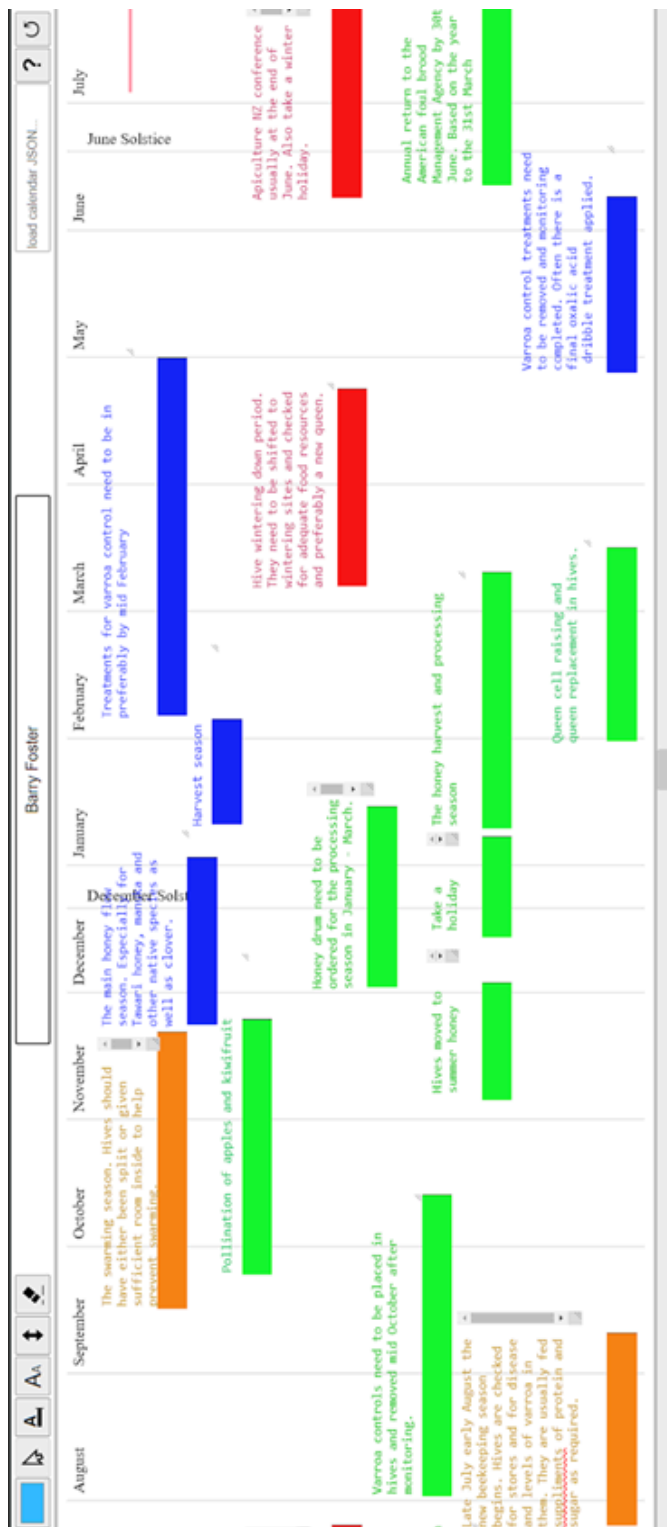 Barry Foster
load calendar JSON...
?
August
September
October
November
December
January
February
March
April
May
June
July
December Solst
June Solstice
The swarming season. Hives should
have either been split or given
sufficient room inside to help
prevent swarming.
The main honey flow
season. Especially for
Tawari honey, manuka and
other native species as
well as clover.
Treatments for varroa control need to be in
preferably by mid February
Harvest season
Pollination of apples and kiwifruit
Hive wintering down period.
They need to be shifted to
wintering sites and checked
for adequate food resources
and preferably a new queen.
Apiculture NZ conference
usually at the end of
June. Also take a winter
holiday.
Honey drum need to be
ordered for the processing
season in January - March.
Varroa controls need to be placed in
hives and removed mid October after
monitoring.
Hives moved to
summer honey
Take a
holiday
The honey harvest and processing
season
Annual return to the
American foul brood
Management Agency by 30t
June. Based on the year
to the 31st March
Late July early August the
new beekeeping season
begins. Hives are checked
for stores and for disease
and levels of varroa in
them. They are usually fed
suppliments of protein and
sugar as required.
Queen cell raising and
queen replacement in hives.
Varroa control treatments need
to be removed and monitoring
completed. Often there is a
final oxalic acid
dribble treatment applied.